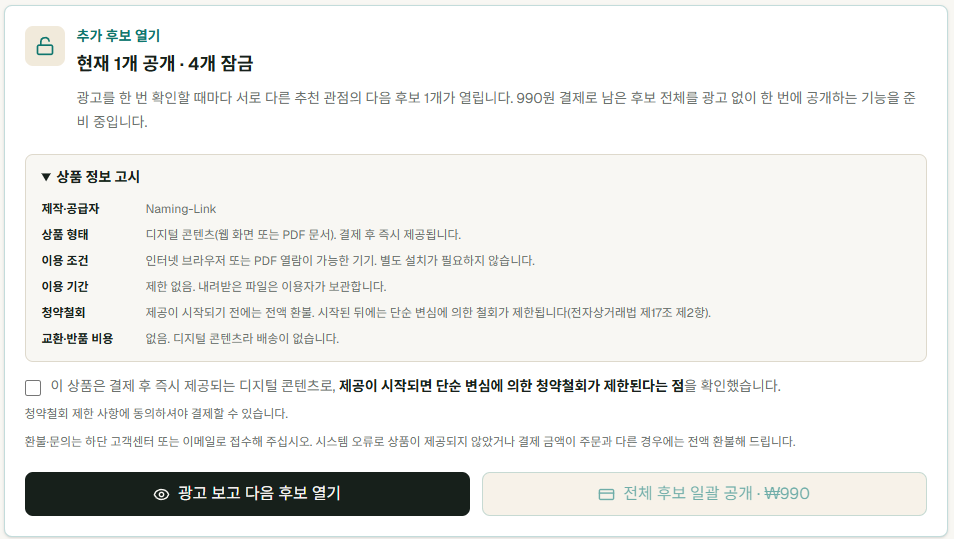 추가 후보 열기
현재 1개 공개 · 4개 잠금
광고를 한 번 확인할 때마다 서로 다른 추천 관점의 다음 후보 1개가 열립니다. 990원 결제로 남은 후보 전체를 광고 없이 한 번에 공개하는 기능을 준
비 중입니다.
▼ 상품 정보 고시
제작·공급자 Naming-Link
상품 형태 디지털 콘텐츠(웹 화면 또는 PDF 문서). 결제 후 즉시 제공됩니다.
이용 조건 인터넷 브라우저 또는 PDF 열람이 가능한 기기. 별도 설치가 필요하지 않습니다.
이용 기간 제한 없음. 내려받은 파일은 이용자가 보관합니다.
청약철회 제공이 시작되기 전에는 전액 환불. 시작된 뒤에는 단순 변심에 의한 철회가 제한됩니다(전자상거래법 제17조 제2항).
교환·반품 비용 없음. 디지털 콘텐츠라 배송이 없습니다.
이 상품은 결제 후 즉시 제공되는 디지털 콘텐츠로, 제공이 시작되면 단순 변심에 의한 청약철회가 제한된다는 점을 확인했습니다.
청약철회 제한 사항에 동의하셔야 결제할 수 있습니다.
환불·문의는 하단 고객센터 또는 이메일로 접수해 주십시오. 시스템 오류로 상품이 제공되지 않았거나 결제 금액이 주문과 다른 경우에는 전액 환불해 드립니다.
광고 보고 다음 후보 열기
전체 후보 일괄 공개 · ₩990